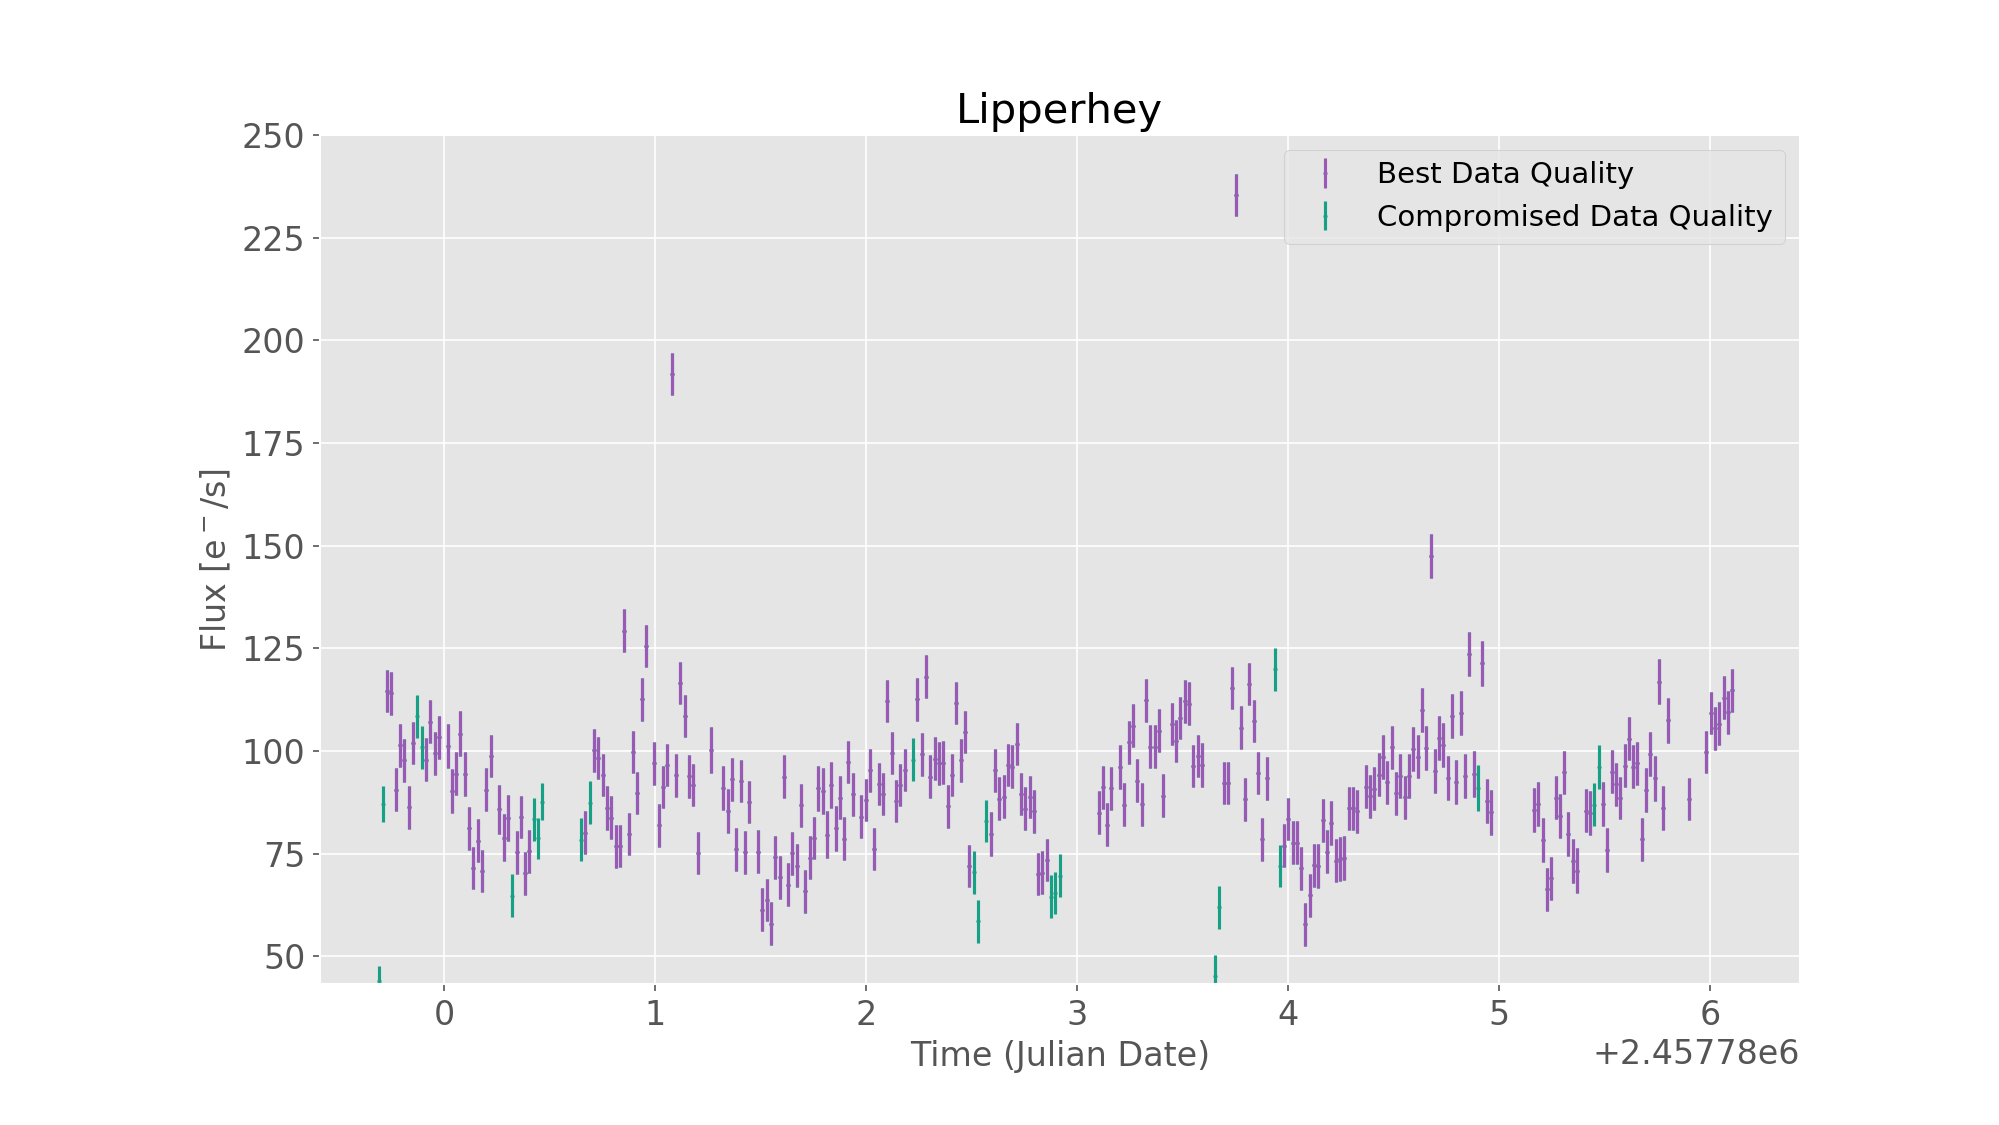 Lipperhey
Best Data Quality
Compromised Data Quality
250
225
200
175
150
125
100
75
50
Flux [e⁻/s]
0 1 2 3 4 5 6
Time (Julian Date)
+2.45778e6